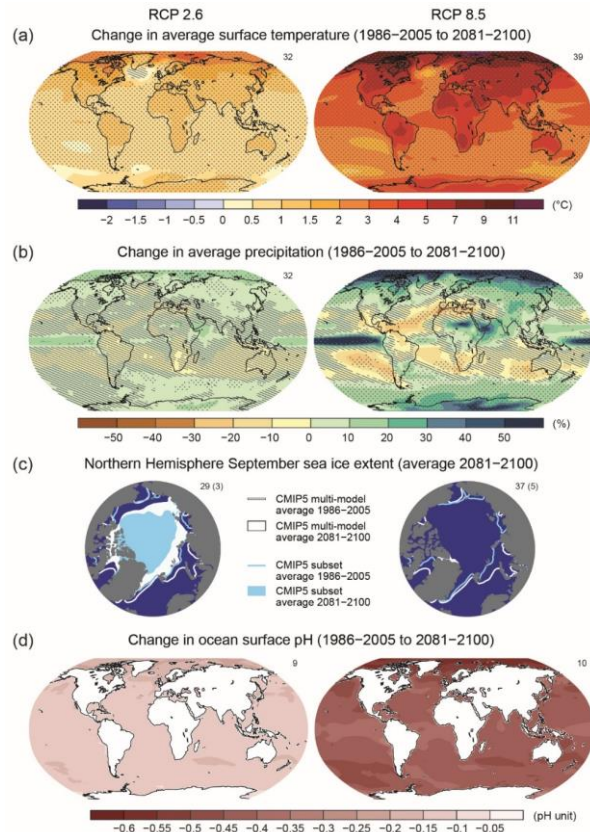 RCP 2.6 RCP 8.5
(a) Change in average surface temperature (1986−2005 to 2081−2100)
32 39
(°C)
−2 −1.5 −1 −0.5 0 0.5 1 1.5 2 3 4 5 7 9 11
(b) Change in average precipitation (1986−2005 to 2081−2100)
32 39
(%)
−50 −40 −30 −20 −10 0 10 20 30 40 50
(c) Northern Hemisphere September sea ice extent (average 2081−2100)
29 (3) 37 (5)
CMIP5 multi-model
average 1986−2005
CMIP5 multi-model
average 2081−2100
CMIP5 subset
average 1986−2005
CMIP5 subset
average 2081−2100
(d) Change in ocean surface pH (1986−2005 to 2081−2100)
9 10
(pH unit)
−0.6 −0.55 −0.5 −0.45 −0.4 −0.35 −0.3 −0.25 −0.2 −0.15 −0.1 −0.05